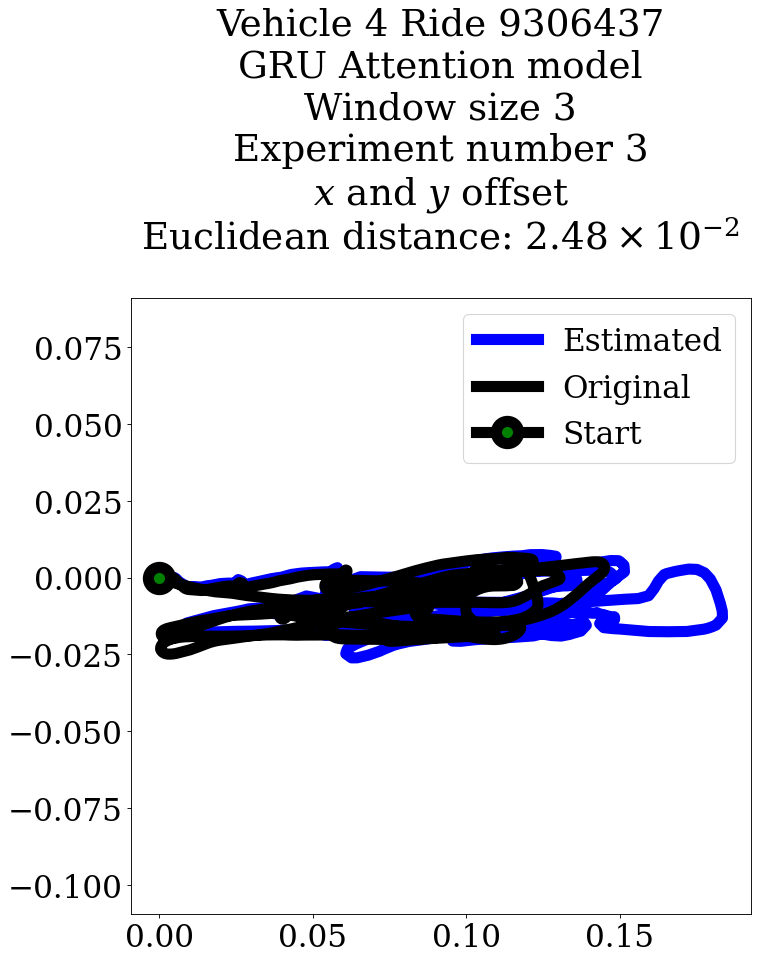 Vehicle 4 Ride 9306437
GRU Attention model
Window size 3
Experiment number 3
x and y offset
Euclidean distance: 2.48 × 10⁻²
Estimated
Original
Start
0.075
0.050
0.025
0.000
−0.025
−0.050
−0.075
−0.100
0.00 0.05 0.10 0.15